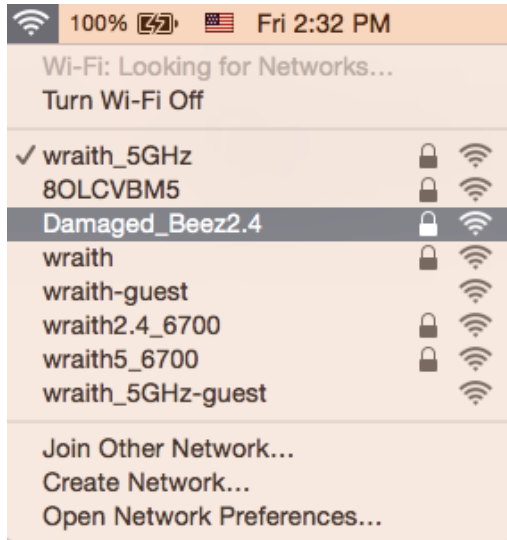 100% Fri 2:32 PM
Wi-Fi: Looking for Networks...
Turn Wi-Fi Off
wraith_5GHz
8OLCVBM5
Damaged_Beez2.4
wraith
wraith-guest
wraith2.4_6700
wraith5_6700
wraith_5GHz-guest
Join Other Network...
Create Network...
Open Network Preferences...